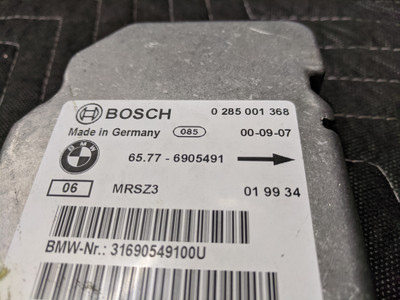 BOSCH 0 285 001 368
Made in Germany 085 00-09-07
BMW 65.77 - 6905491
06 MRSZ3 01 99 34
BMW-Nr.: 31690549100U